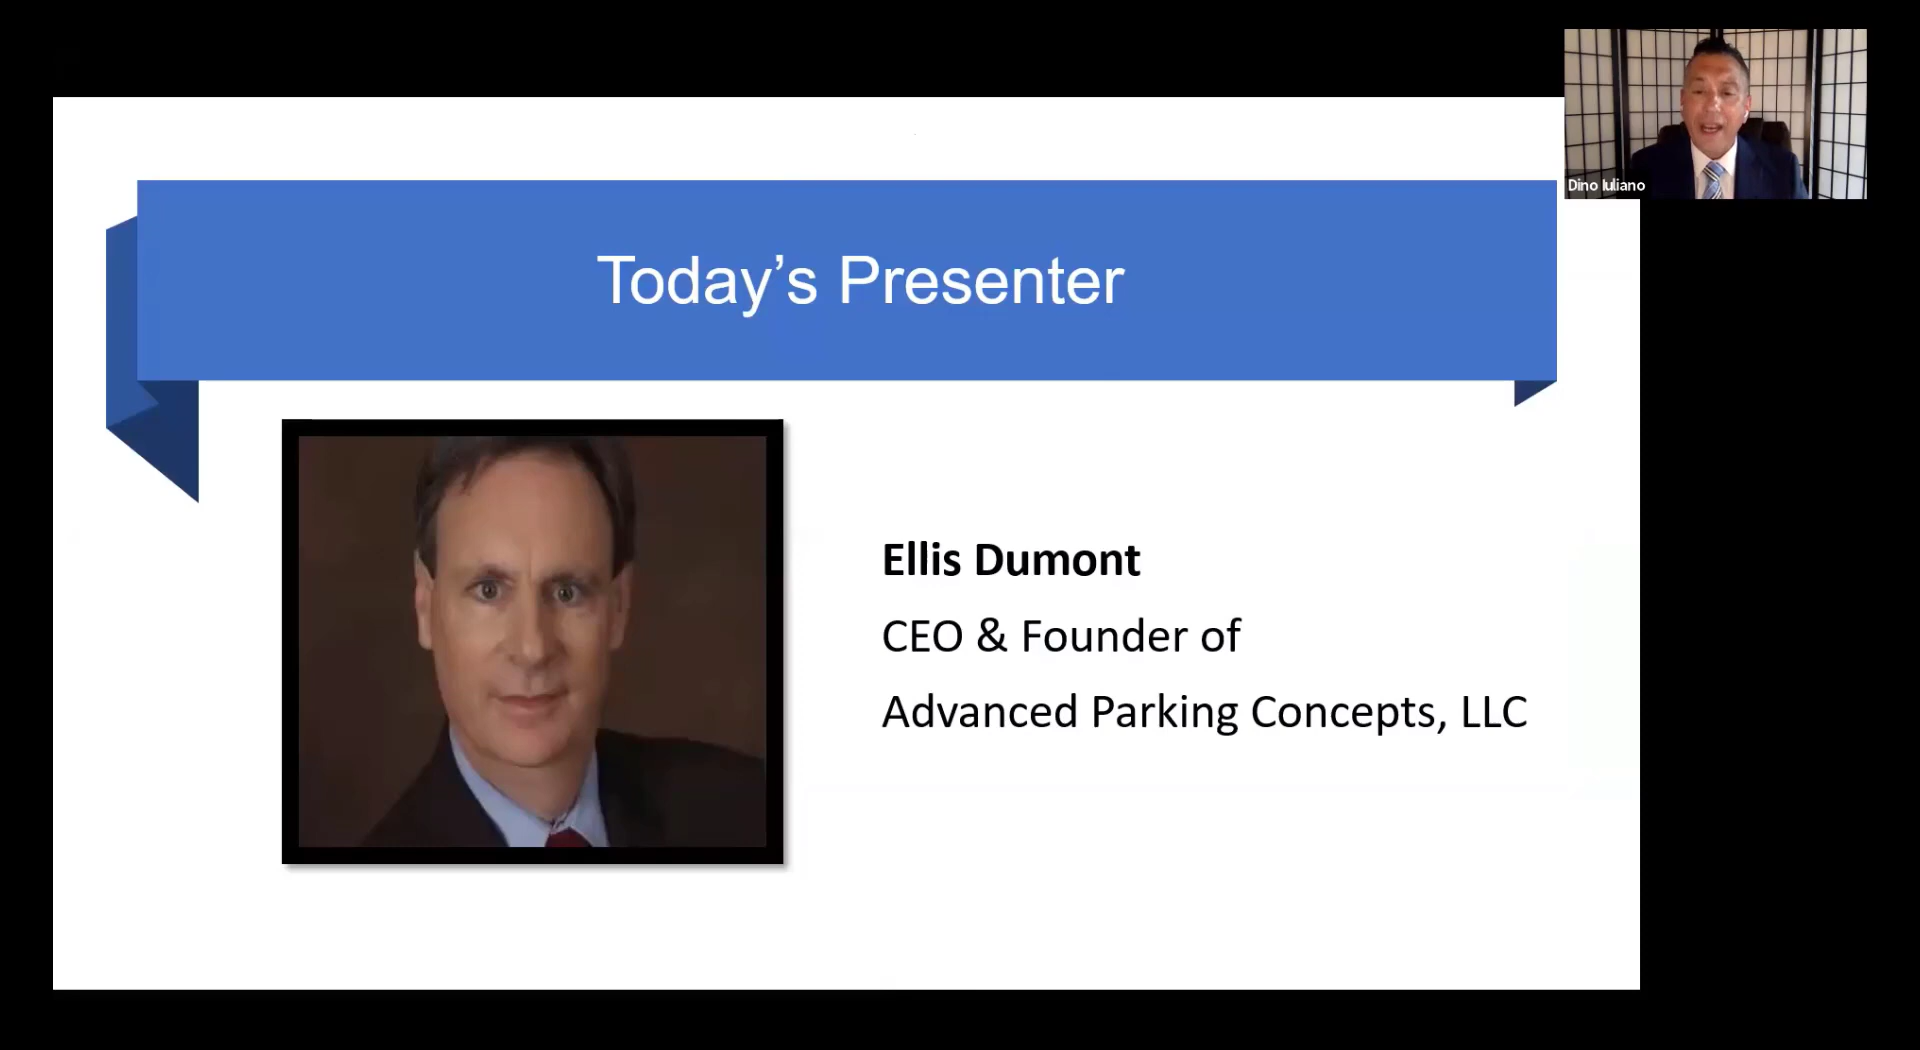 Dino Iuliano
Today’s Presenter
Ellis Dumont
CEO & Founder of
Advanced Parking Concepts, LLC